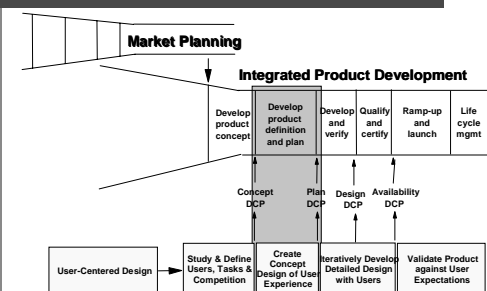 Market Planning
Integrated Product Development
Develop
product
concept
Develop
product
definition
and plan
Develop
and
verify
Qualify
and
certify
Ramp-up
and
launch
Life
cycle
mgmt
Concept
DCP
Plan
DCP
Design
DCP
Availability
DCP
User-Centered Design
Study & Define
Users, Tasks &
Competition
Create
Concept
Design of User
Experience
Iteratively Develop
Detailed Design
with Users
Validate Product
against User
Expectations